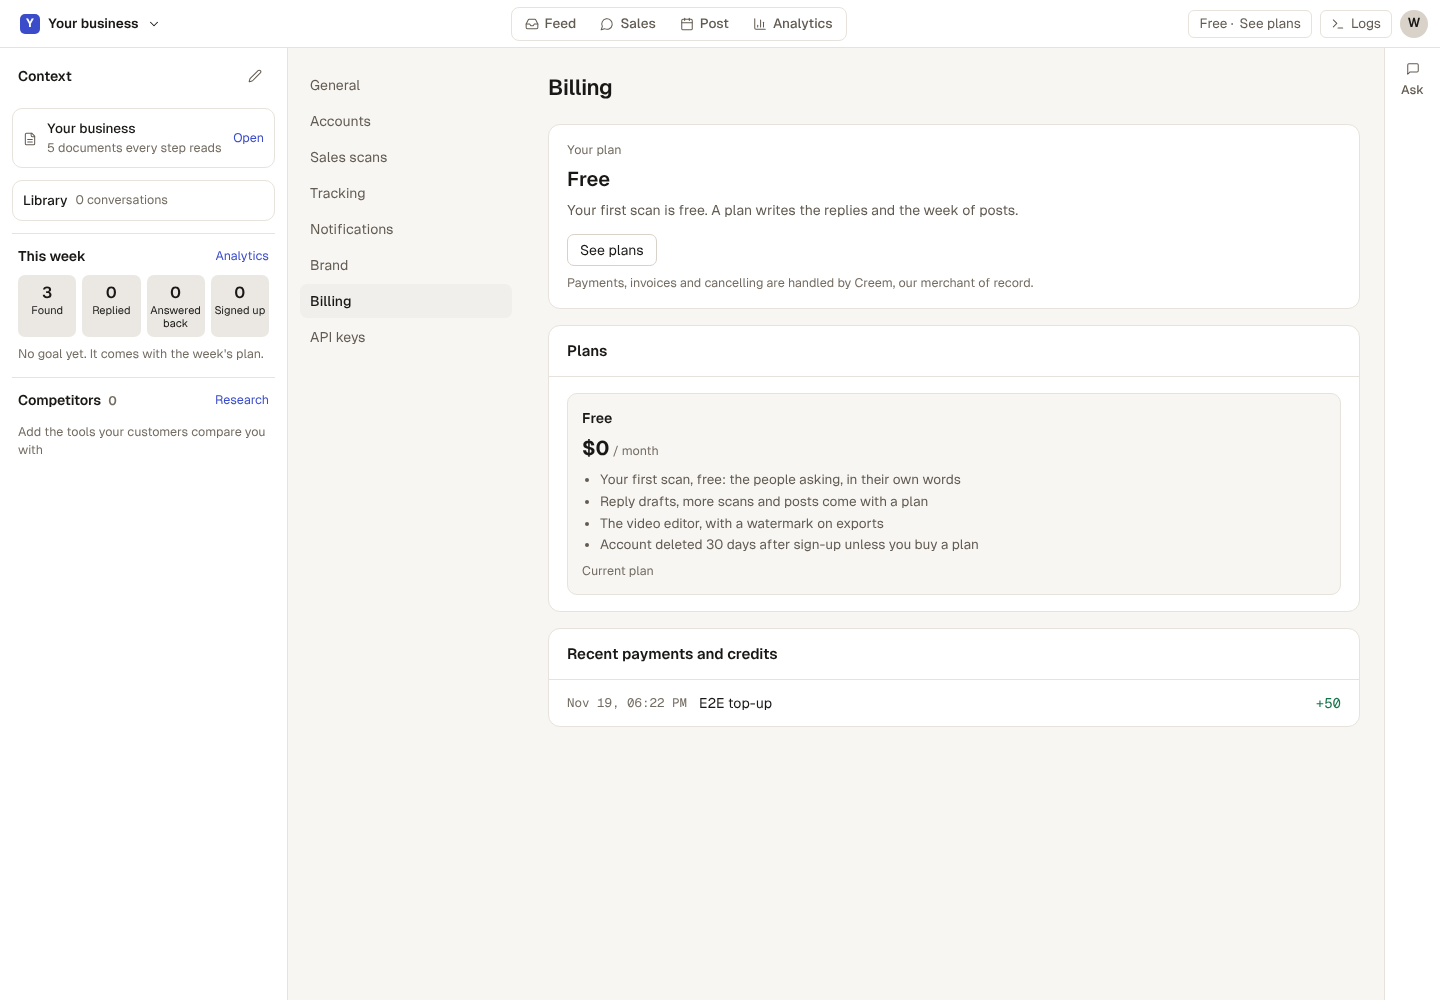 Y Your business
Feed Sales Post Analytics
Free · See plans
Logs
W
Context
Your business
5 documents every step reads
Open
Library 0 conversations
This week
Analytics
3
Found
0
Replied
0
Answered back
0
Signed up
No goal yet. It comes with the week's plan.
Competitors 0
Research
Add the tools your customers compare you
with
General
Accounts
Sales scans
Tracking
Notifications
Brand
Billing
API keys
Billing
Your plan
Free
Your first scan is free. A plan writes the replies and the week of posts.
See plans
Payments, invoices and cancelling are handled by Creem, our merchant of record.
Plans
Free
$0 / month
• Your first scan, free: the people asking, in their own words
• Reply drafts, more scans and posts come with a plan
• The video editor, with a watermark on exports
• Account deleted 30 days after sign-up unless you buy a plan
Current plan
Recent payments and credits
Nov 19, 06:22 PM E2E top-up +50
Ask